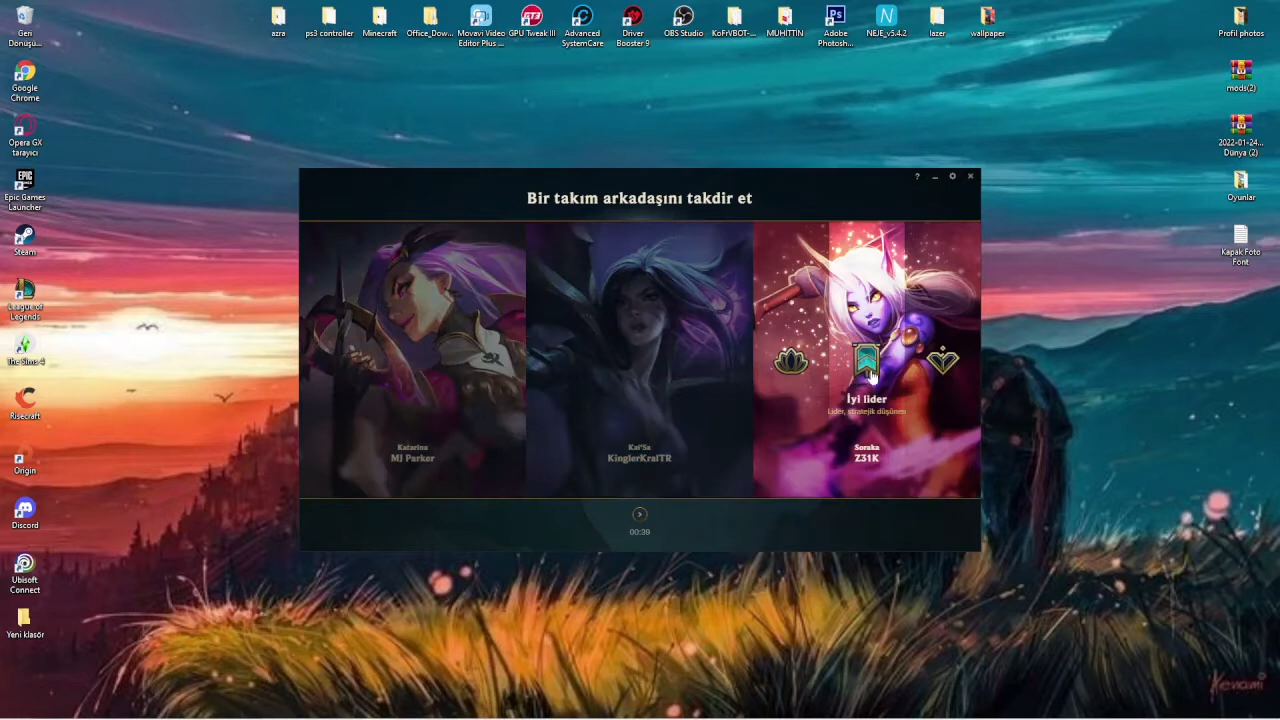 Geri
Dönüşü...
azra
ps3 controller
Minecraft
Office_Dow...
Movavi Video
Editor Plus ...
GPU Tweak III
Advanced
SystemCare
Driver
Booster 9
OBS Studio
KoFrVBOT-...
MUHİTTİN
Adobe
Photosh...
NEJE_v5.4.2
lazer
wallpaper
Profil photos
Google
Chrome
mods(2)
Opera GX
tarayıcı
2022-01-24...
Dünya (2)
Epic Games
Launcher
Oyunlar
Steam
Kapak Foto
Font
League of
Legends
The Sims 4
Risecraft
Origin
Discord
Ubisoft
Connect
Yeni klasör
Bir takım arkadaşını takdir et
İyi lider
Lider, stratejik düşünen
Katarina
MJ Parker
Kai'Sa
KinglerKralTR
Soraka
Z31K
00:39
Xenami